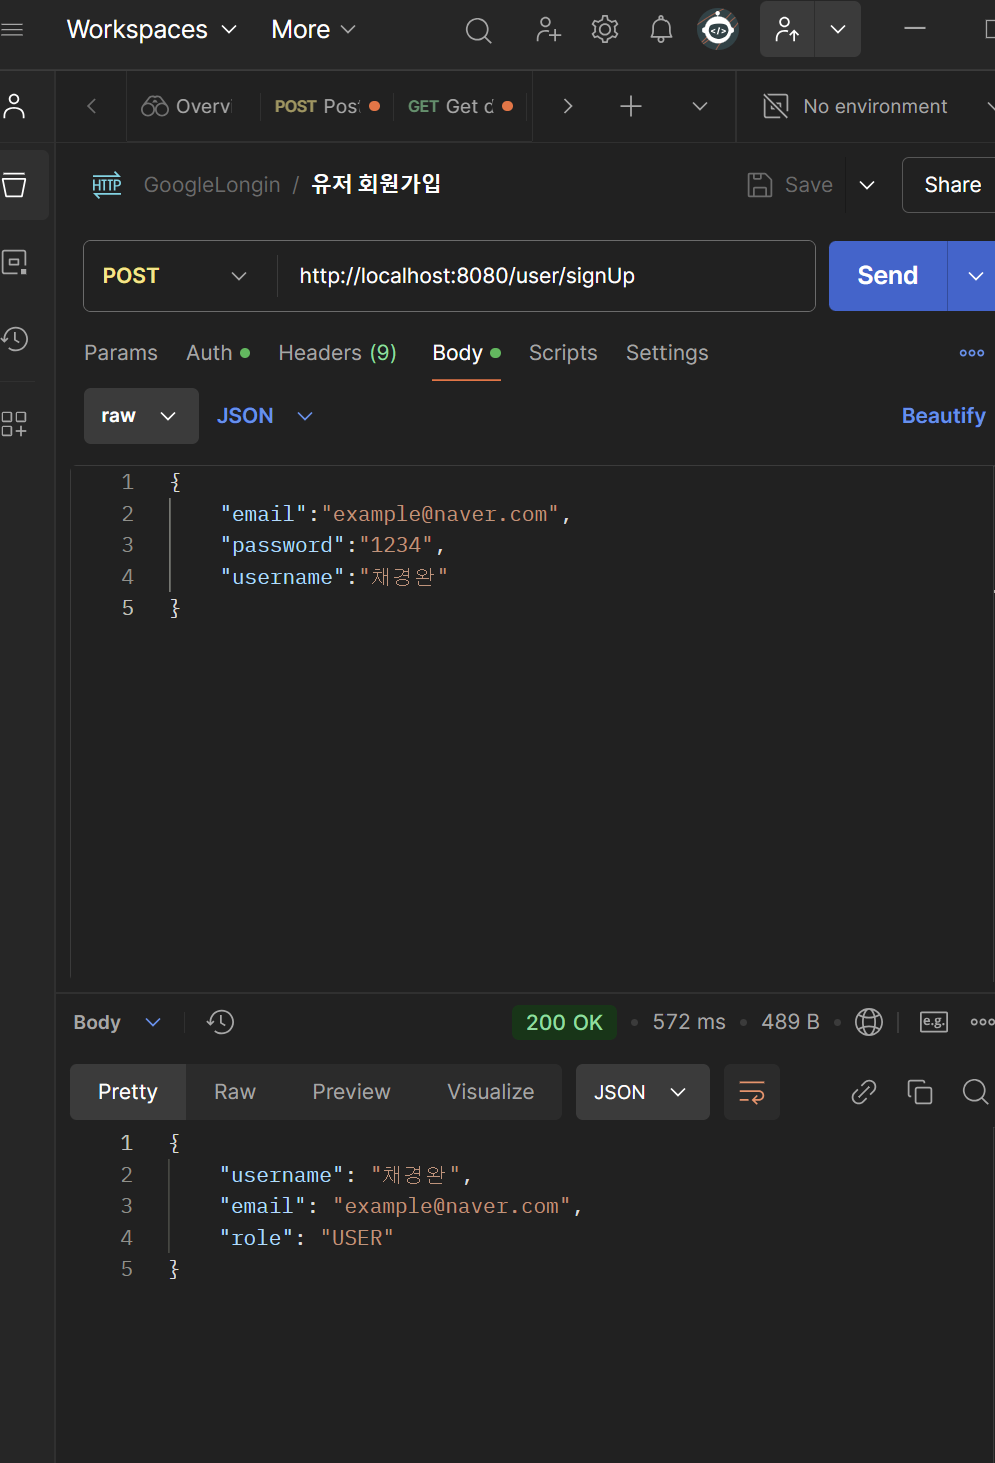 Workspaces More
Overvi POST Pos GET Get c No environment
HTTP GoogleLongin / 유저 회원가입 Save Share
POST http://localhost:8080/user/signUp Send
Params Auth Headers (9) Body Scripts Settings
raw JSON Beautify
1 {
2 "email":"example@naver.com",
3 "password":"1234",
4 "username":"채경완"
5 }
Body 200 OK 572 ms 489 B e.g.
Pretty Raw Preview Visualize JSON
1 {
2 "username": "채경완",
3 "email": "example@naver.com",
4 "role": "USER"
5 }